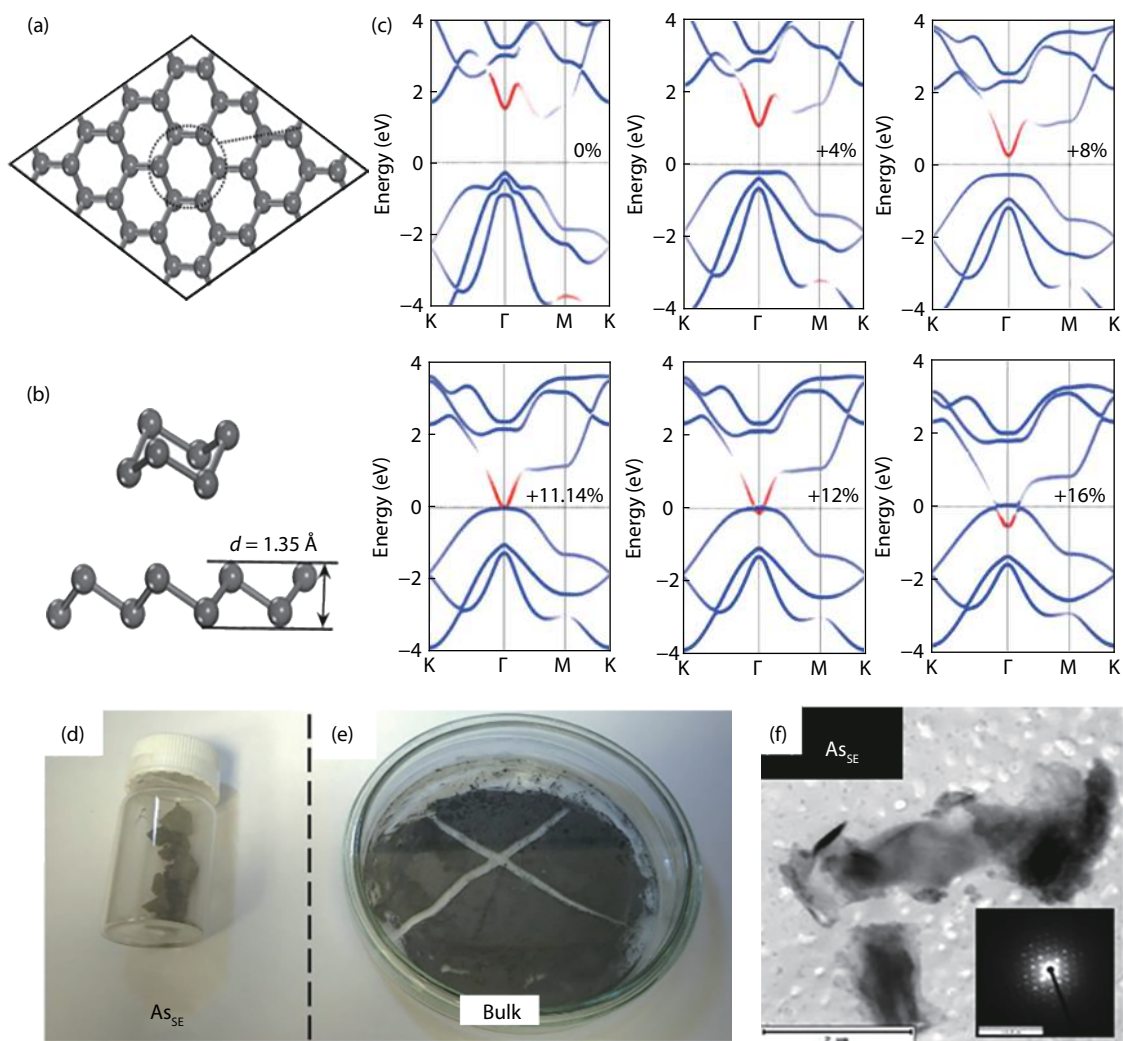 (a)
(b)
d = 1.35 Å
(c)
Energy (eV)
4
2
0
−2
−4
K
Γ
M
K
0%
Energy (eV)
4
2
0
−2
−4
K
Γ
M
K
+4%
Energy (eV)
4
2
0
−2
−4
K
Γ
M
K
+8%
Energy (eV)
4
2
0
−2
−4
K
Γ
M
K
+11.14%
Energy (eV)
4
2
0
−2
−4
K
Γ
M
K
+12%
Energy (eV)
4
2
0
−2
−4
K
Γ
M
K
+16%
(d)
As_SE
(e)
Bulk
(f)
As_SE